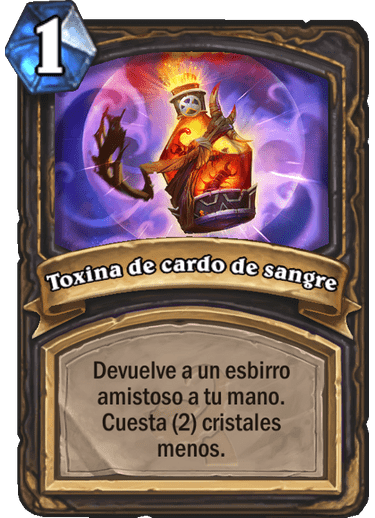 1
Toxina de cardo de sangre
Devuelve a un esbirro
amistoso a tu mano.
Cuesta (2) cristales
menos.